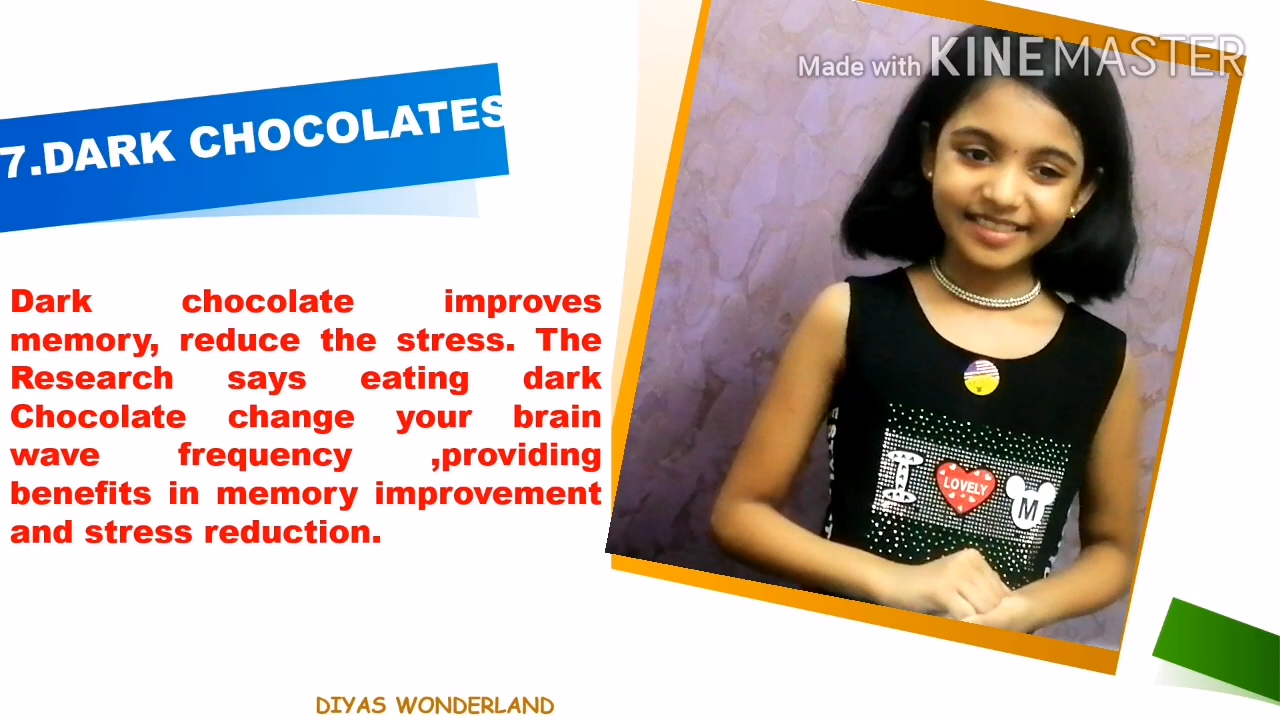 Made with KINEMASTER
7.DARK CHOCOLATES
Dark chocolate improves
memory, reduce the stress. The
Research says eating dark
Chocolate change your brain
wave frequency ,providing
benefits in memory improvement
and stress reduction.
I LOVELY M
DIYAS WONDERLAND